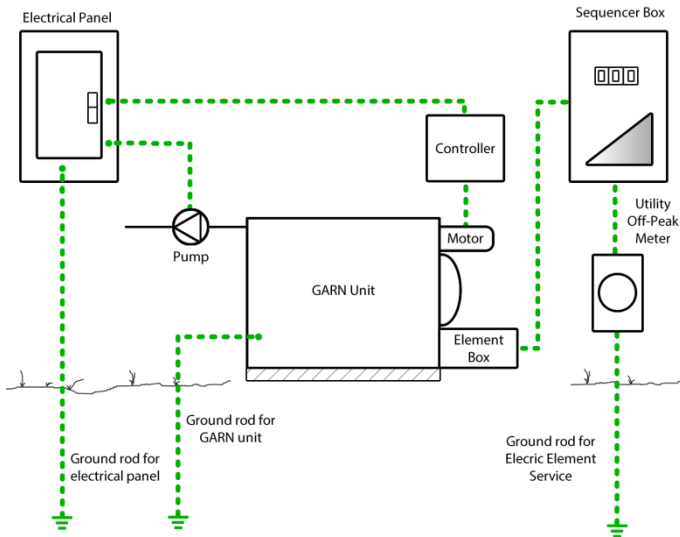 Electrical Panel
Sequencer Box
Controller
Utility
Off-Peak
Meter
Motor
Pump
GARN Unit
Element
Box
Ground rod for
GARN unit
Ground rod for
electrical panel
Ground rod for
Elecric Element
Service